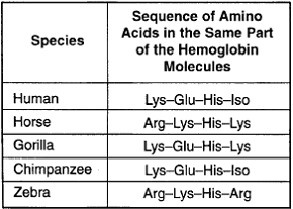 Species
Sequence of Amino
Acids in the Same Part
of the Hemoglobin
Molecules
Human Lys–Glu–His–Iso
Horse Arg–Lys–His–Lys
Gorilla Lys–Glu–His–Lys
Chimpanzee Lys–Glu–His–Iso
Zebra Arg–Lys–His–Arg